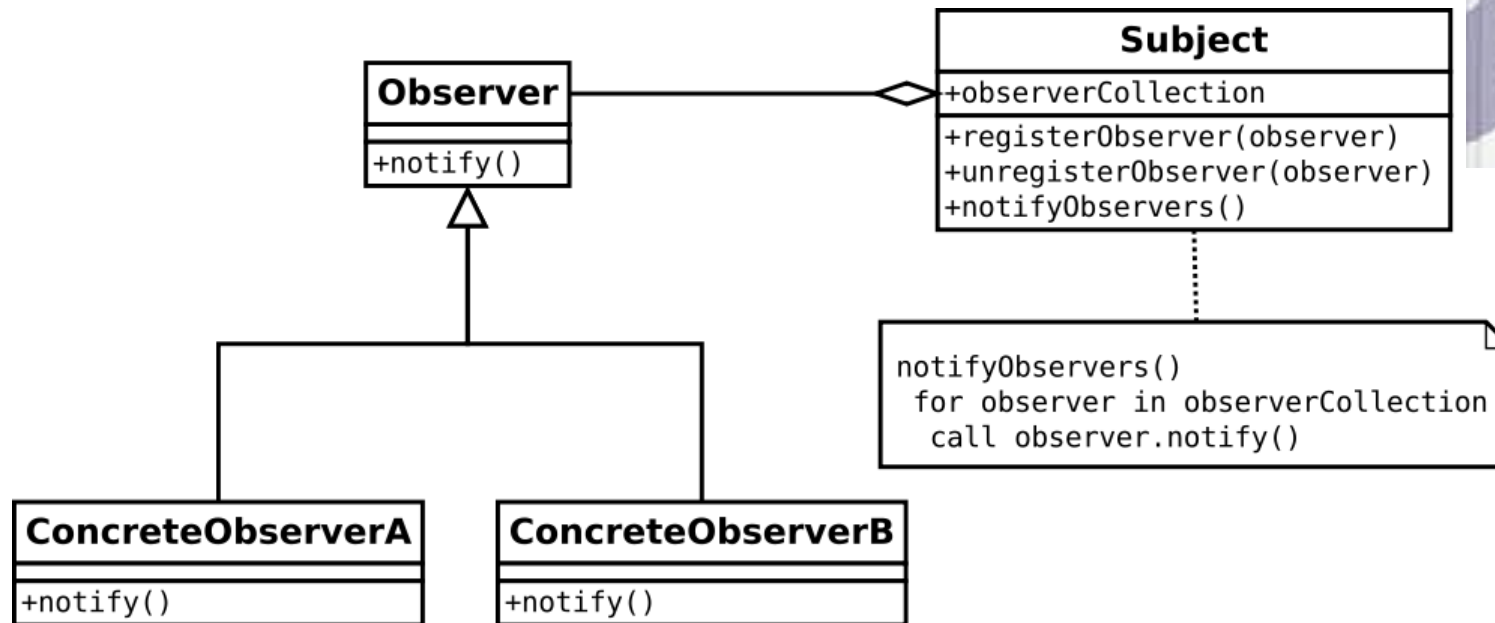 Subject
Observer
+observerCollection
+notify()
+registerObserver(observer)
+unregisterObserver(observer)
+notifyObservers()
notifyObservers()
for observer in observerCollection
call observer.notify()
ConcreteObserverA
+notify()
ConcreteObserverB
+notify()